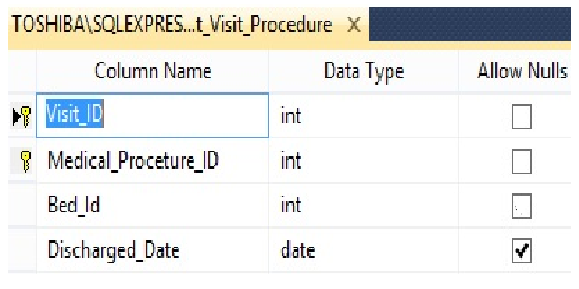 TOSHIBA\SQLEXPRES...t_Visit_Procedure X
Column Name Data Type Allow Nulls
Visit_ID int
Medical_Proceture_ID int
Bed_Id int
Discharged_Date date